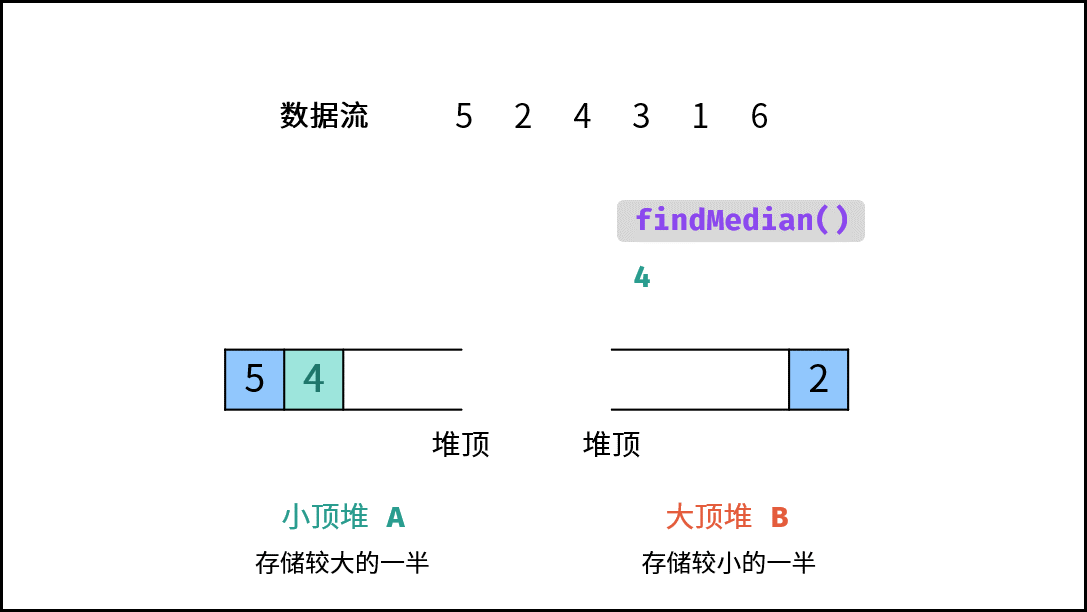 数据流 5 2 4 3 1 6
findMedian()
4
5 4 2
堆顶 堆顶
小顶堆 A 大顶堆 B
存储较大的一半 存储较小的一半